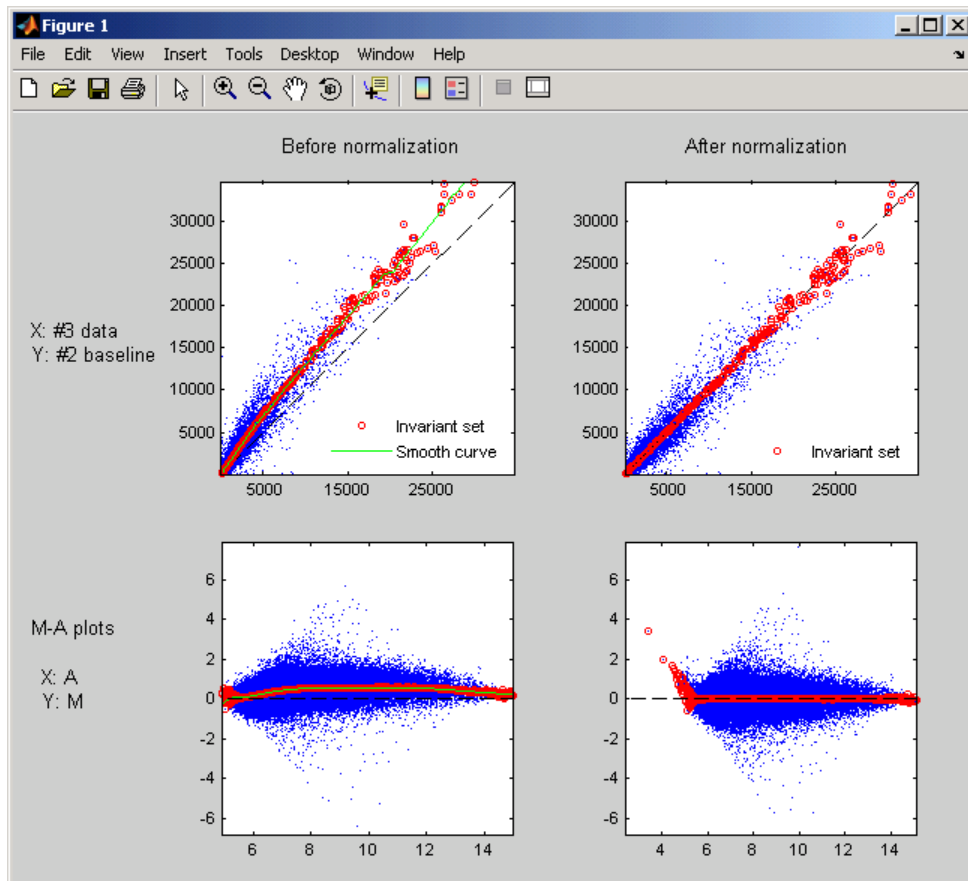 Figure 1
File Edit View Insert Tools Desktop Window Help
Before normalization
After normalization
X: #3 data
Y: #2 baseline
30000
25000
20000
15000
10000
5000
5000 15000 25000
Invariant set
Smooth curve
30000
25000
20000
15000
10000
5000
5000 15000 25000
Invariant set
M-A plots
X: A
Y: M
6
4
2
0
-2
-4
-6
6 8 10 12 14
6
4
2
0
-2
-4
-6
4 6 8 10 12 14